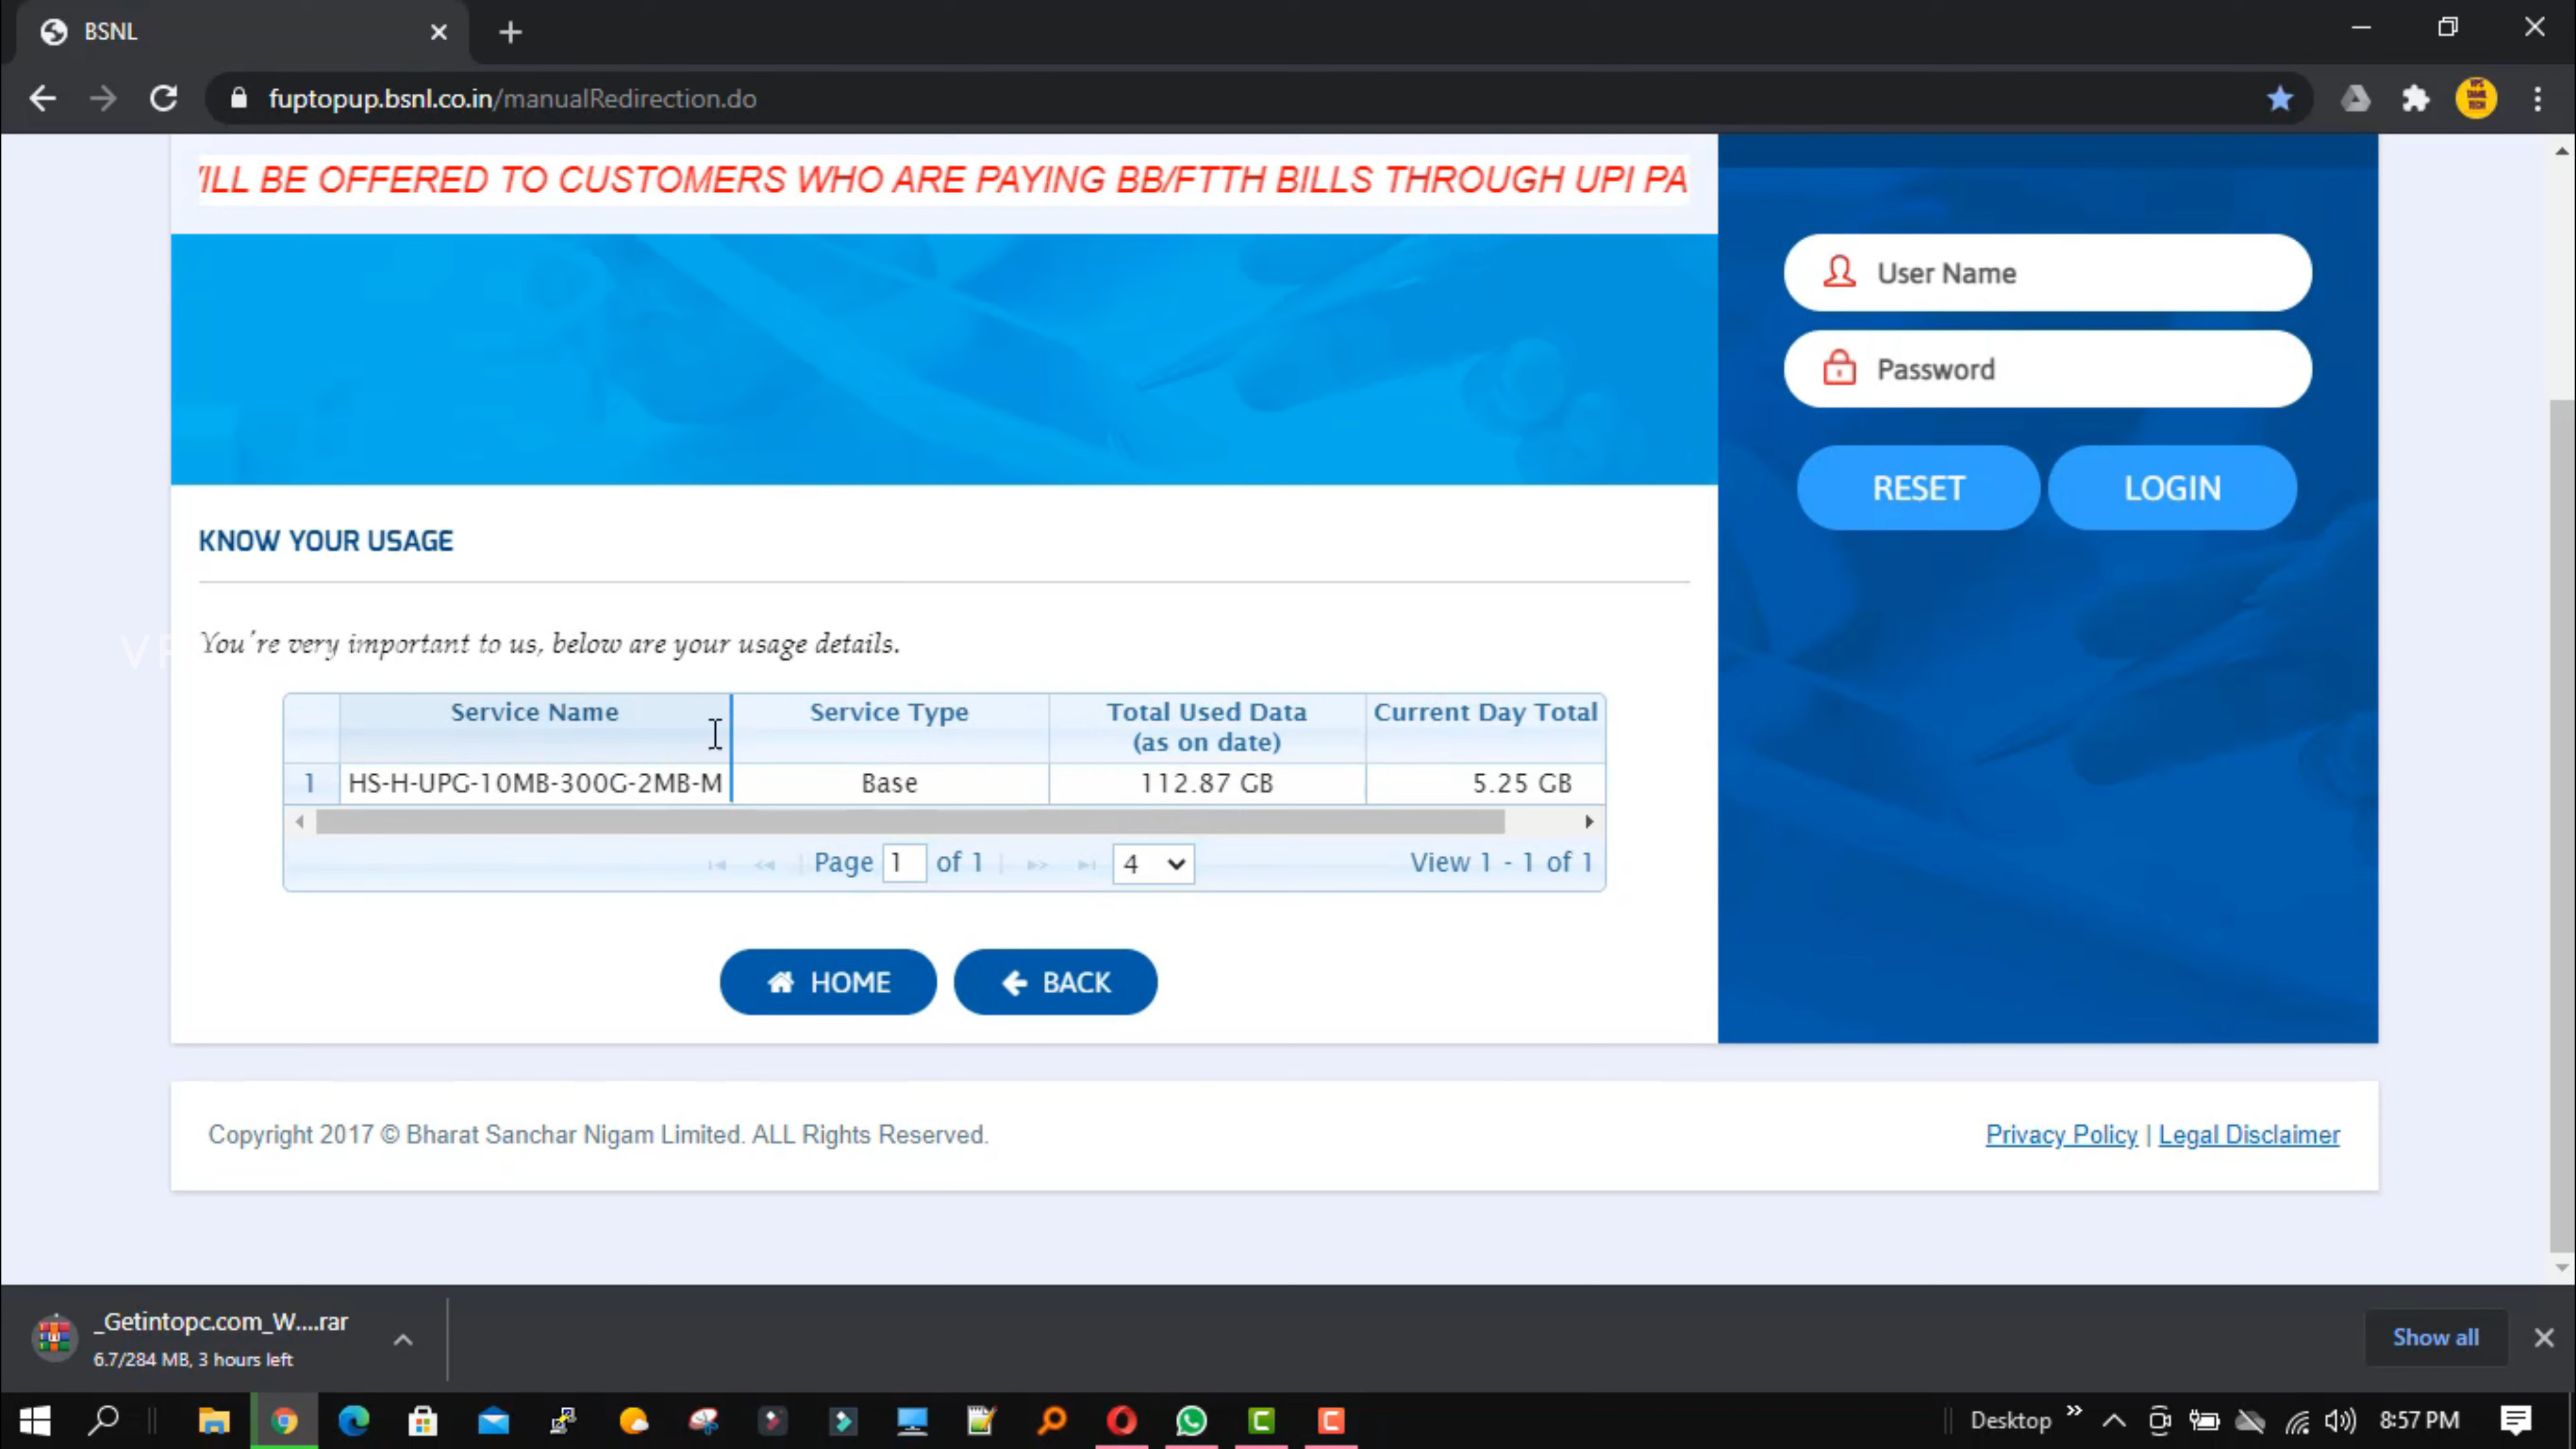 BSNL
fuptopup.bsnl.co.in/manualRedirection.do
ILL BE OFFERED TO CUSTOMERS WHO ARE PAYING BB/FTTH BILLS THROUGH UPI PA
User Name
Password
RESET LOGIN
KNOW YOUR USAGE
You're very important to us, below are your usage details.
Service Name Service Type Total Used Data (as on date) Current Day Total
1 HS-H-UPG-10MB-300G-2MB-M Base 112.87 GB 5.25 GB
Page 1 of 1 4 View 1 - 1 of 1
HOME BACK
Copyright 2017 © Bharat Sanchar Nigam Limited. ALL Rights Reserved.
Privacy Policy | Legal Disclaimer
_Getintopc.com_W....rar
6.7/284 MB, 3 hours left
Show all
Desktop 8:57 PM